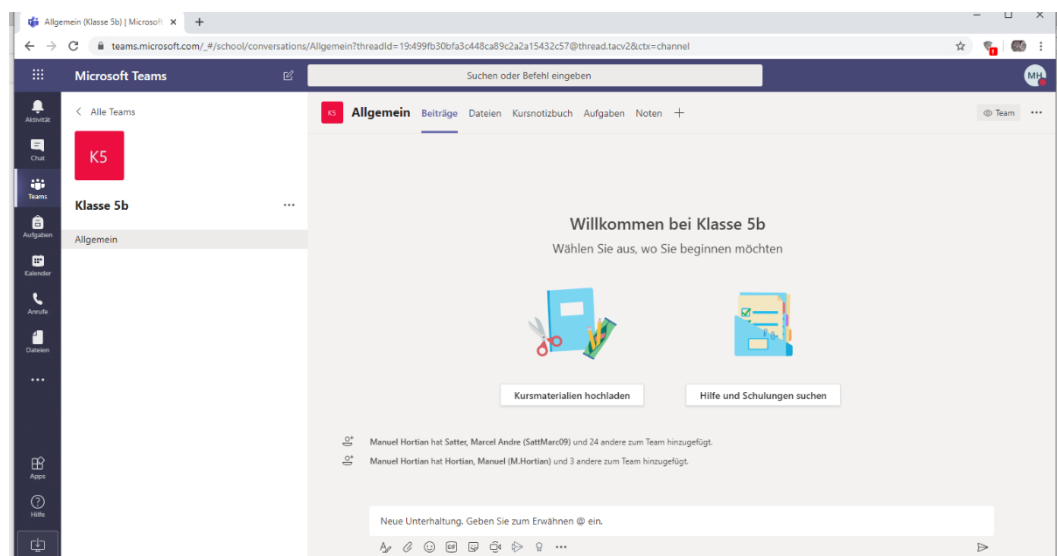 Allgemein (Klasse 5b) | Microsoft
teams.microsoft.com/_#/school/conversations/Allgemein?threadId=19:499fb30bfa3c448ca89c2a2a15432c57@thread.tacv2&ctx=channel
Microsoft Teams
Suchen oder Befehl eingeben
MH
Aktivität
Chat
Teams
Aufgaben
Kalender
Anrufe
Dateien
Apps
Hilfe
Alle Teams
K5
Klasse 5b
Allgemein
K5 Allgemein Beiträge Dateien Kursnotizbuch Aufgaben Noten
Team
Willkommen bei Klasse 5b
Wählen Sie aus, wo Sie beginnen möchten
Kursmaterialien hochladen
Hilfe und Schulungen suchen
Manuel Hortian hat Satter, Marcel Andre (SattMarc09) und 24 andere zum Team hinzugefügt.
Manuel Hortian hat Hortian, Manuel (M.Hortian) und 3 andere zum Team hinzugefügt.
Neue Unterhaltung. Geben Sie zum Erwähnen @ ein.
GIF